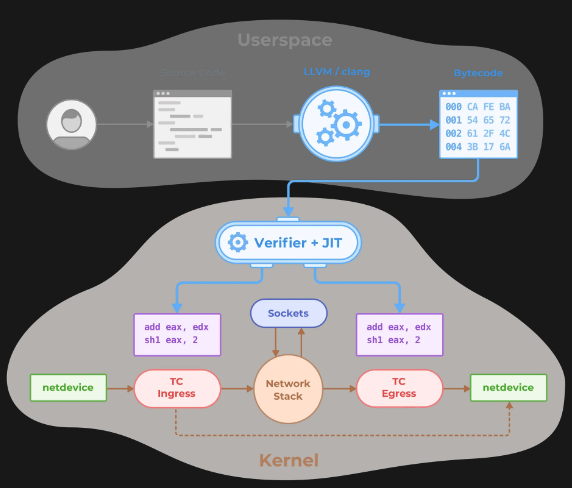 Userspace
Source Code
LLVM / clang
Bytecode
000 CA FE BA
001 54 65 72
002 61 2F 4C
004 3B 17 6A
Verifier + JIT
Sockets
add eax, edx
sh1 eax, 2
add eax, edx
sh1 eax, 2
netdevice
TC
Ingress
Network
Stack
TC
Egress
netdevice
Kernel